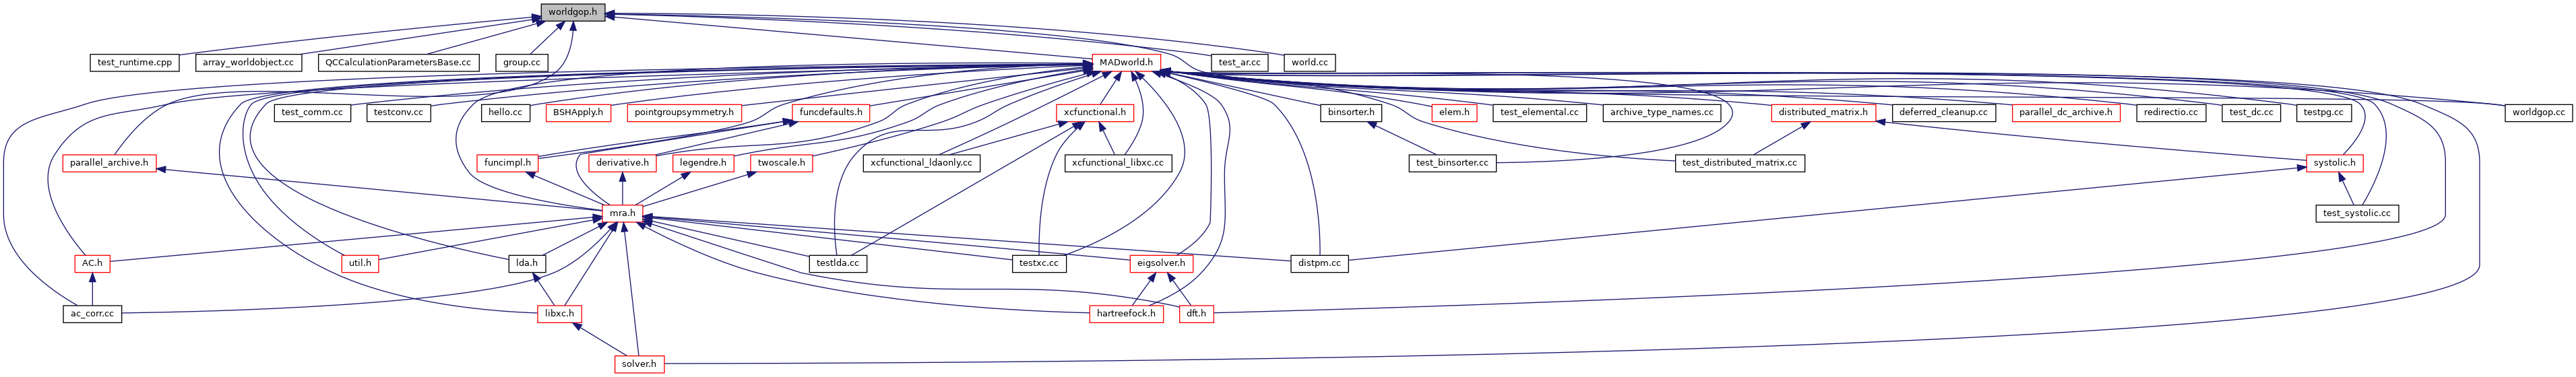 worldgop.h
test_runtime.cpp
array_worldobject.cc
QCCalculationParametersBase.cc
group.cc
MADworld.h
test_ar.cc
world.cc
test_comm.cc
testconv.cc
hello.cc
BSHApply.h
pointgroupsymmetry.h
funcdefaults.h
xcfunctional.h
binsorter.h
elem.h
test_elemental.cc
archive_type_names.cc
distributed_matrix.h
deferred_cleanup.cc
parallel_dc_archive.h
redirectio.cc
test_dc.cc
testpg.cc
worldgop.cc
parallel_archive.h
funcimpl.h
derivative.h
legendre.h
twoscale.h
xcfunctional_ldaonly.cc
xcfunctional_libxc.cc
test_binsorter.cc
test_distributed_matrix.cc
systolic.h
mra.h
test_systolic.cc
AC.h
util.h
lda.h
testlda.cc
testxc.cc
eigsolver.h
distpm.cc
ac_corr.cc
libxc.h
hartreefock.h
dft.h
solver.h